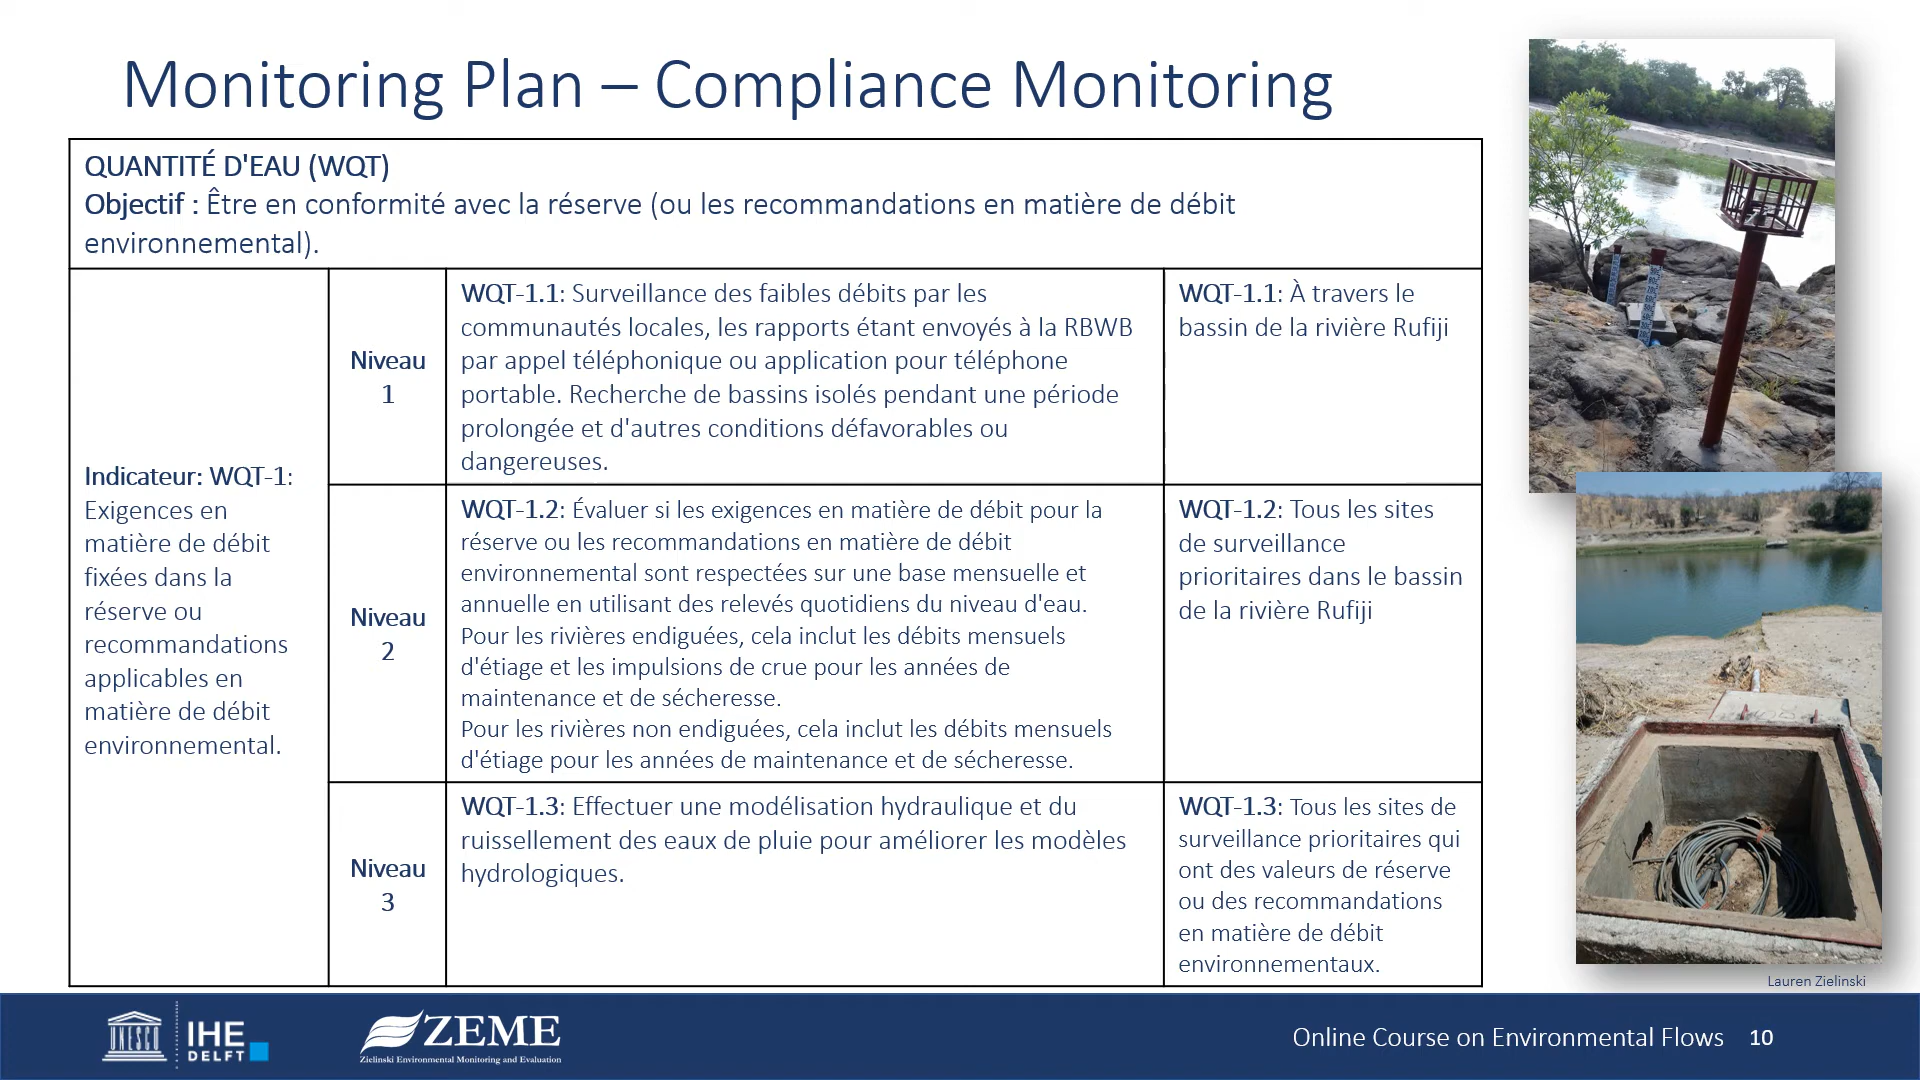 Monitoring Plan – Compliance Monitoring
QUANTITÉ D'EAU (WQT)
Objectif : Être en conformité avec la réserve (ou les recommandations en matière de débit
environnemental).
Indicateur: WQT-1:
Exigences en
matière de débit
fixées dans la
réserve ou
recommandations
applicables en
matière de débit
environnemental.
Niveau
1
WQT-1.1: Surveillance des faibles débits par les
communautés locales, les rapports étant envoyés à la RBWB
par appel téléphonique ou application pour téléphone
portable. Recherche de bassins isolés pendant une période
prolongée et d'autres conditions défavorables ou
dangereuses.
WQT-1.1: À travers le
bassin de la rivière Rufiji
Niveau
2
WQT-1.2: Évaluer si les exigences en matière de débit pour la
réserve ou les recommandations en matière de débit
environnemental sont respectées sur une base mensuelle et
annuelle en utilisant des relevés quotidiens du niveau d'eau.
Pour les rivières endiguées, cela inclut les débits mensuels
d'étiage et les impulsions de crue pour les années de
maintenance et de sécheresse.
Pour les rivières non endiguées, cela inclut les débits mensuels
d'étiage pour les années de maintenance et de sécheresse.
WQT-1.2: Tous les sites
de surveillance
prioritaires dans le bassin
de la rivière Rufiji
Niveau
3
WQT-1.3: Effectuer une modélisation hydraulique et du
ruissellement des eaux de pluie pour améliorer les modèles
hydrologiques.
WQT-1.3: Tous les sites de
surveillance prioritaires qui
ont des valeurs de réserve
ou des recommandations
en matière de débit
environnementaux.
Lauren Zielinski
UNESCO
IHE
DELFT
ZEME
Zielinski Environmental Monitoring and Evaluation
Online Course on Environmental Flows 10